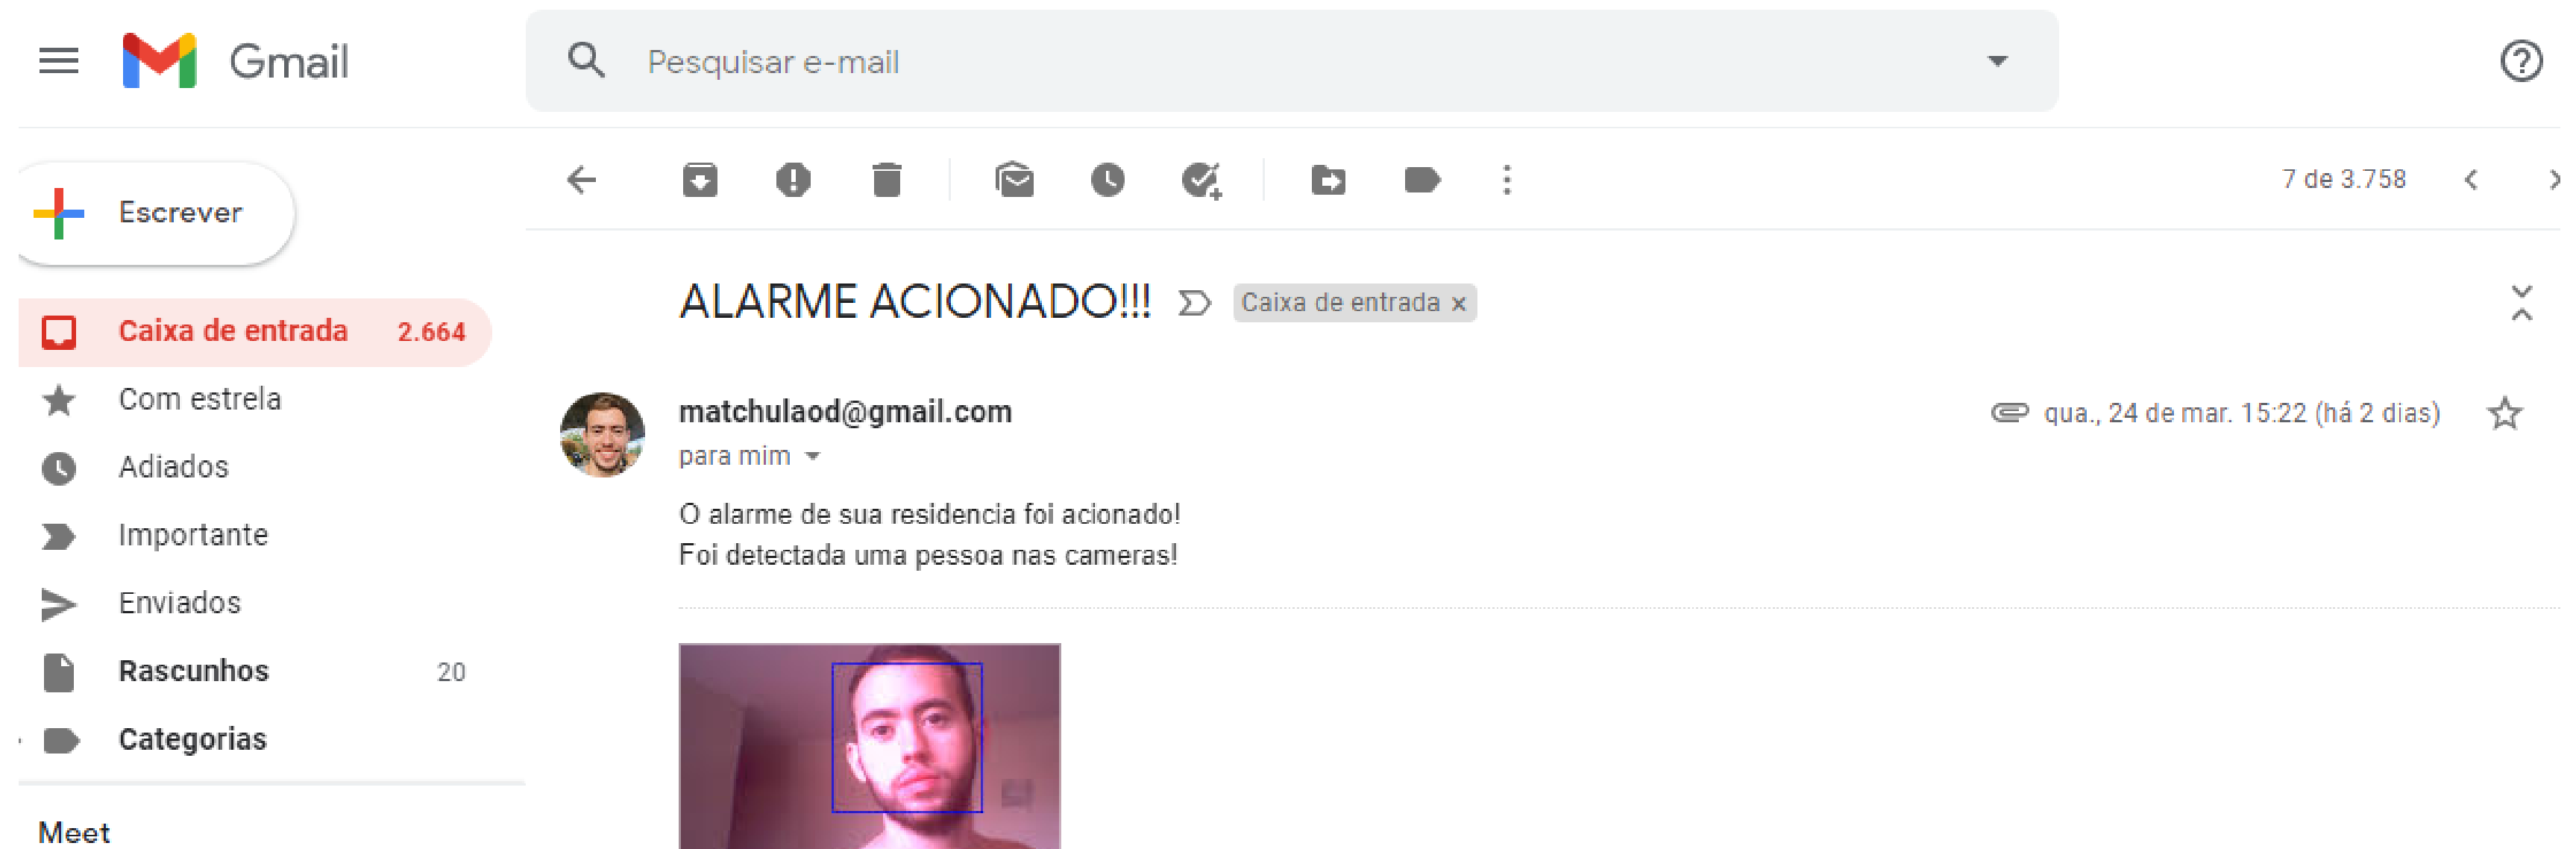 Gmail
Pesquisar e-mail
Escrever
7 de 3.758
ALARME ACIONADO!!! Caixa de entrada x
Caixa de entrada 2.664
Com estrela
Adiados
Importante
Enviados
Rascunhos 20
Categorias
Meet
matchulaod@gmail.com
qua., 24 de mar. 15:22 (há 2 dias)
para mim
O alarme de sua residencia foi acionado!
Foi detectada uma pessoa nas cameras!